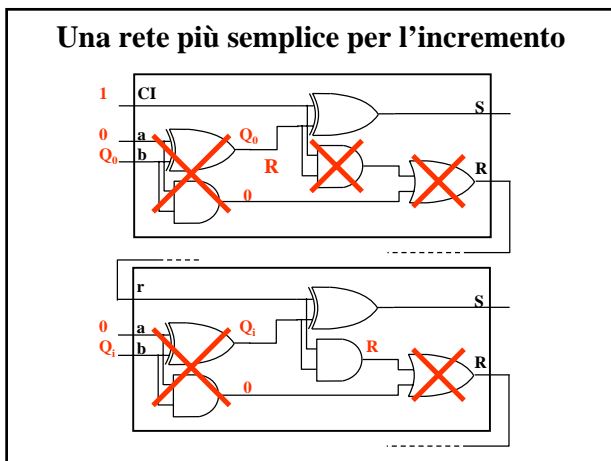 Una rete più semplice per l'incremento
1 CI
S
0 a
Q₀
Q₀ b
R
R
0
r
S
0 a
Qᵢ
R
Qᵢ b
R
0